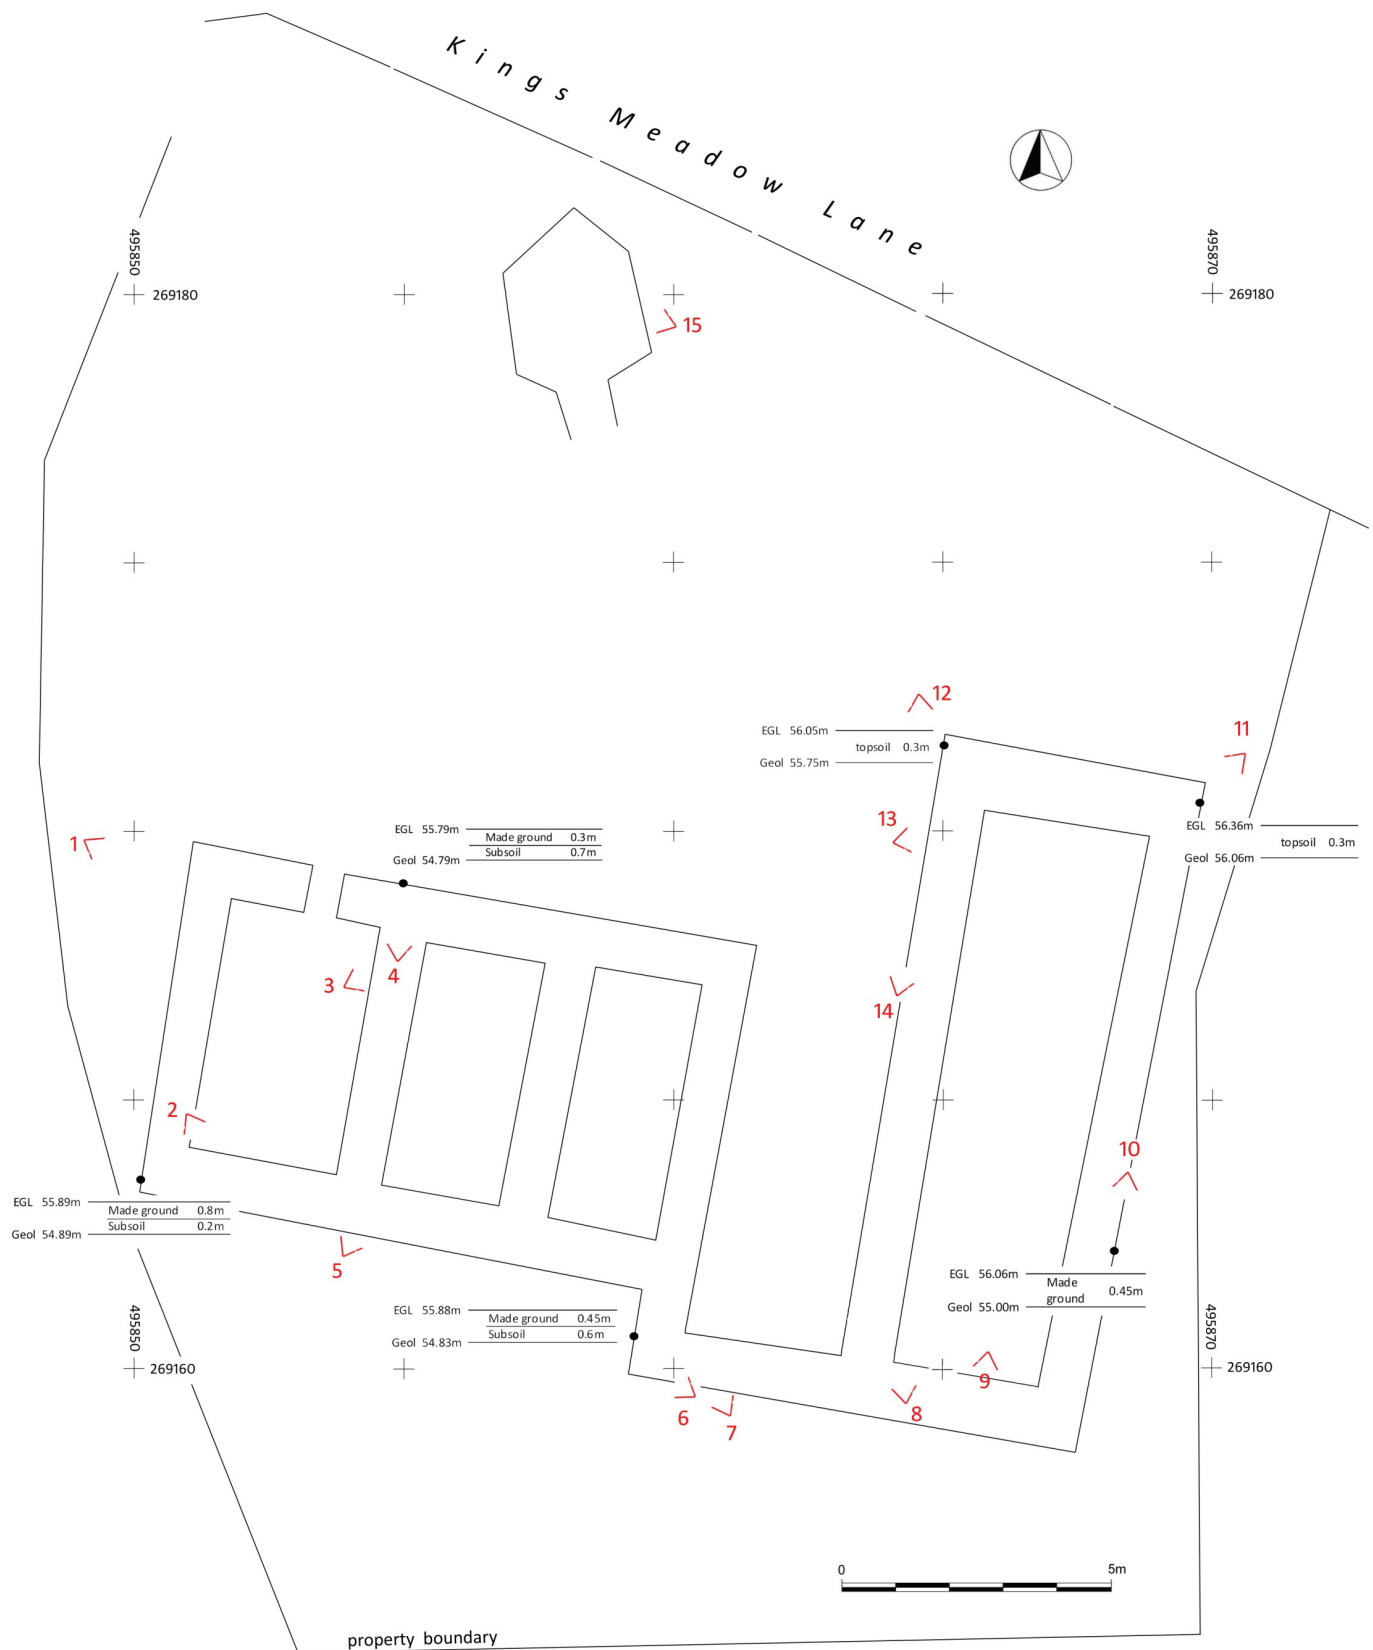 Kings Meadow Lane
495850
269180
495870
269180
15
12
11
EGL 56.05m
topsoil 0.3m
Geol 55.75m
13
1
EGL 55.79m
Made ground 0.3m
Subsoil 0.7m
Geol 54.79m
EGL 56.36m
topsoil 0.3m
Geol 56.06m
4
3
14
2
10
EGL 55.89m
Made ground 0.8m
Subsoil 0.2m
Geol 54.89m
5
EGL 56.06m
Made
ground
0.45m
Geol 55.00m
EGL 55.88m
Made ground 0.45m
Subsoil 0.6m
Geol 54.83m
495850
269160
495870
269160
9
6
7
8
0 5m
property boundary